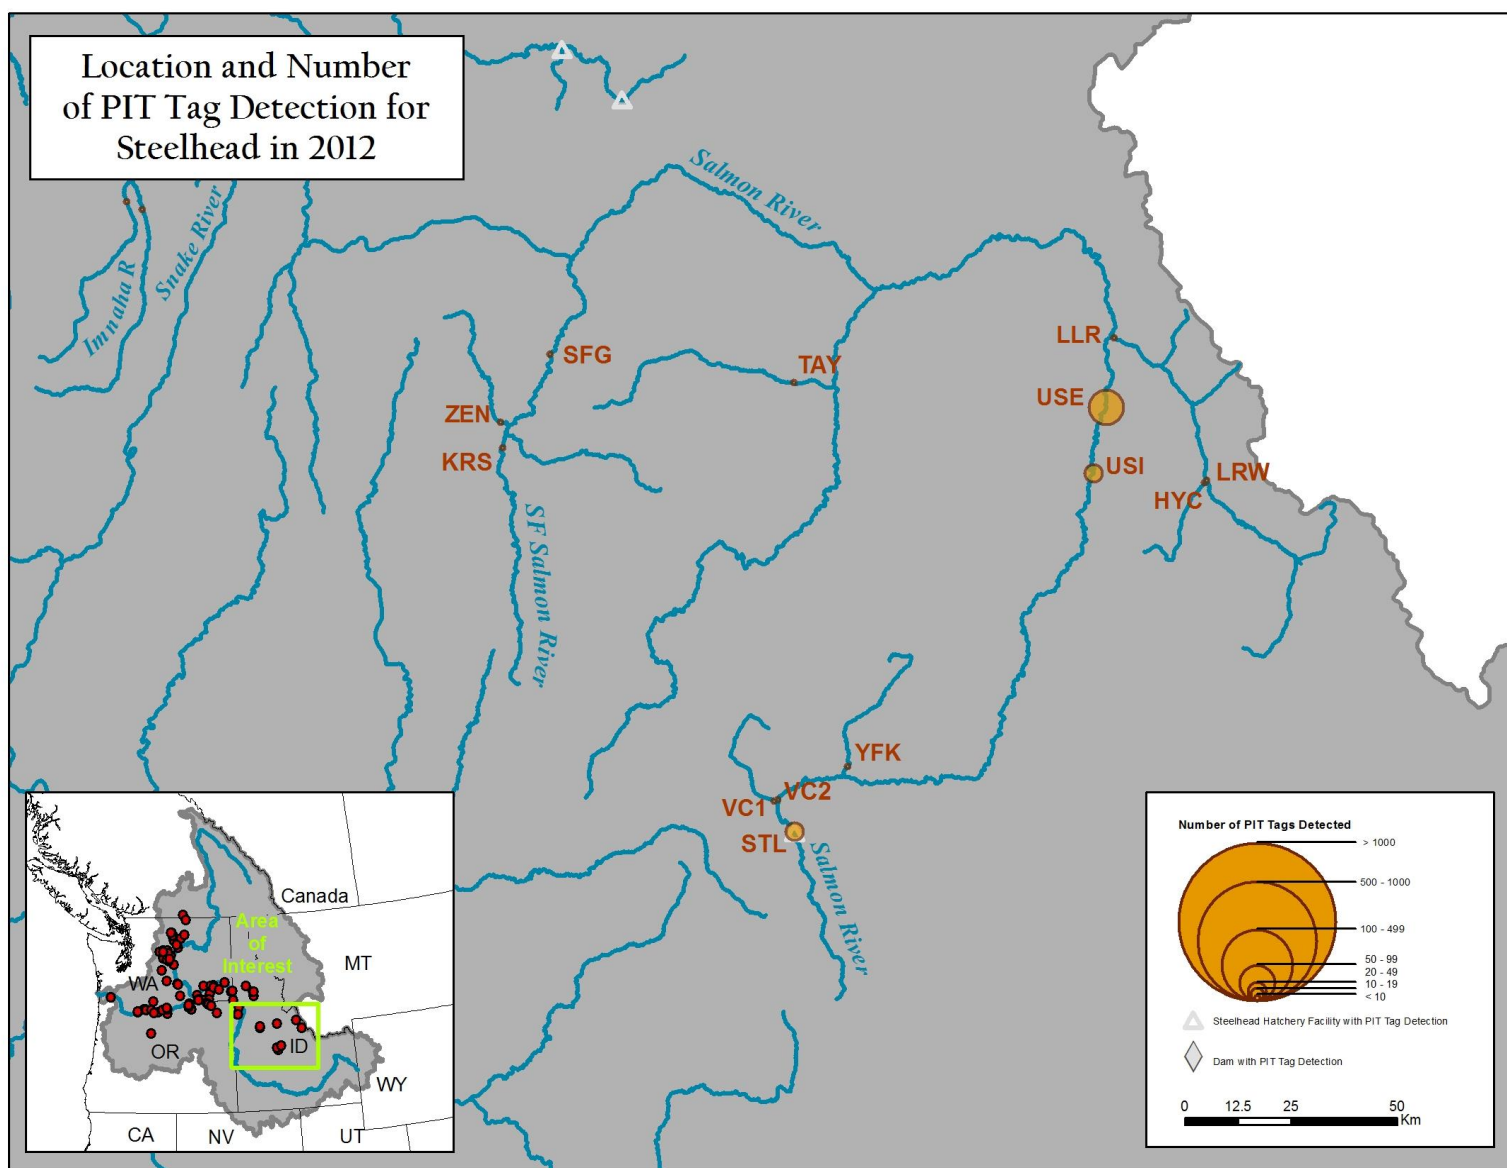 Location and Number
of PIT Tag Detection for
Steelhead in 2012
Salmon River
Snake River
Imnaha R
LLR
SFG
TAY
USE
ZEN
KRS
USI
LRW
HYC
SF Salmon River
YFK
VC2
VC1
STL
Salmon River
Canada
Area
of
Interest
MT
WA
OR
ID
WY
CA
NV
UT
Number of PIT Tags Detected
> 1000
500 - 1000
100 - 499
50 - 99
20 - 49
10 - 19
< 10
Steelhead Hatchery Facility with PIT Tag Detection
Dam with PIT Tag Detection
0 12.5 25 50
Km